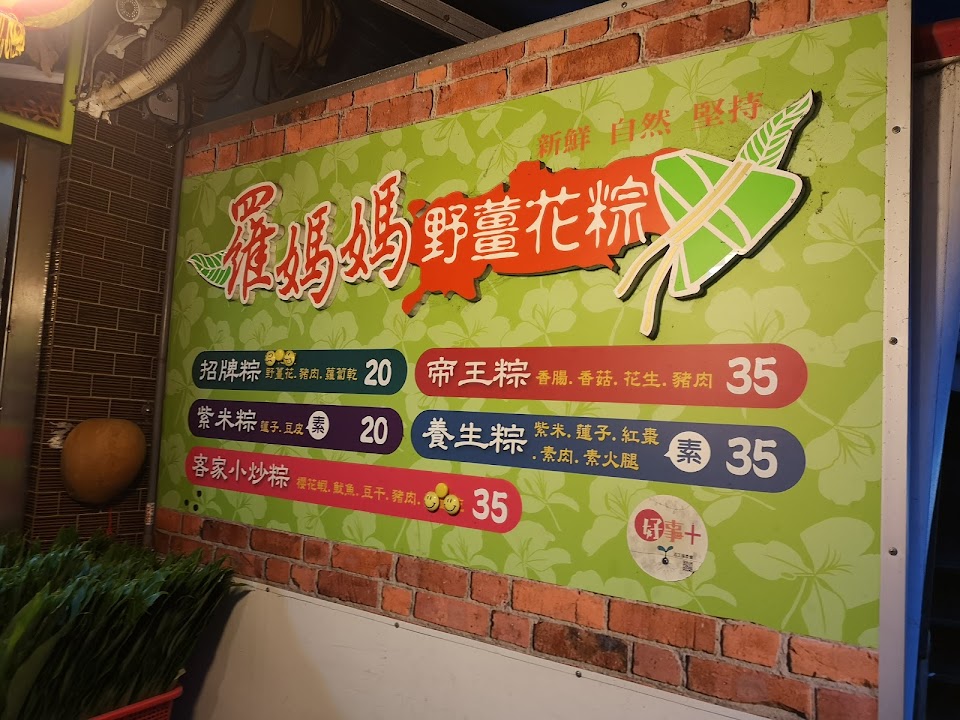 新鮮 自然 堅持
羅媽媽野薑花粽
招牌粽 野薑花.豬肉.蘿蔔乾 20
帝王粽 香腸.香菇.花生.豬肉 35
紫米粽 蓮子.豆皮 素 20
養生粽 紫米.蓮子.紅棗
.素肉.素火腿 素 35
客家小炒粽 櫻花蝦.魷魚.豆干.豬肉. 35
好事+